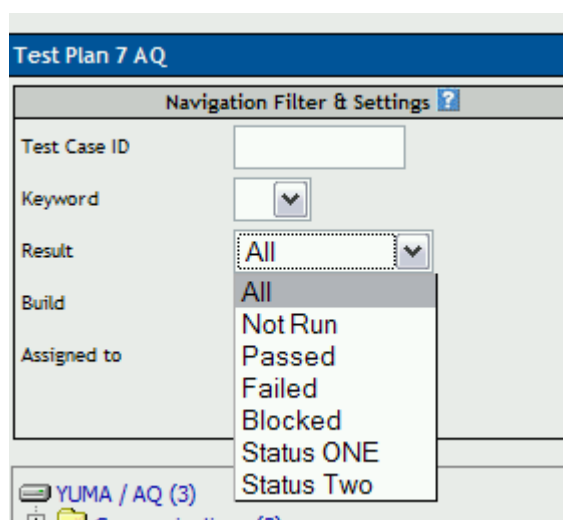 Test Plan 7 AQ
Navigation Filter & Settings ?
Test Case ID
Keyword
Result All
All
Not Run
Passed
Failed
Blocked
Status ONE
Status Two
Build
Assigned to
YUMA / AQ (3)